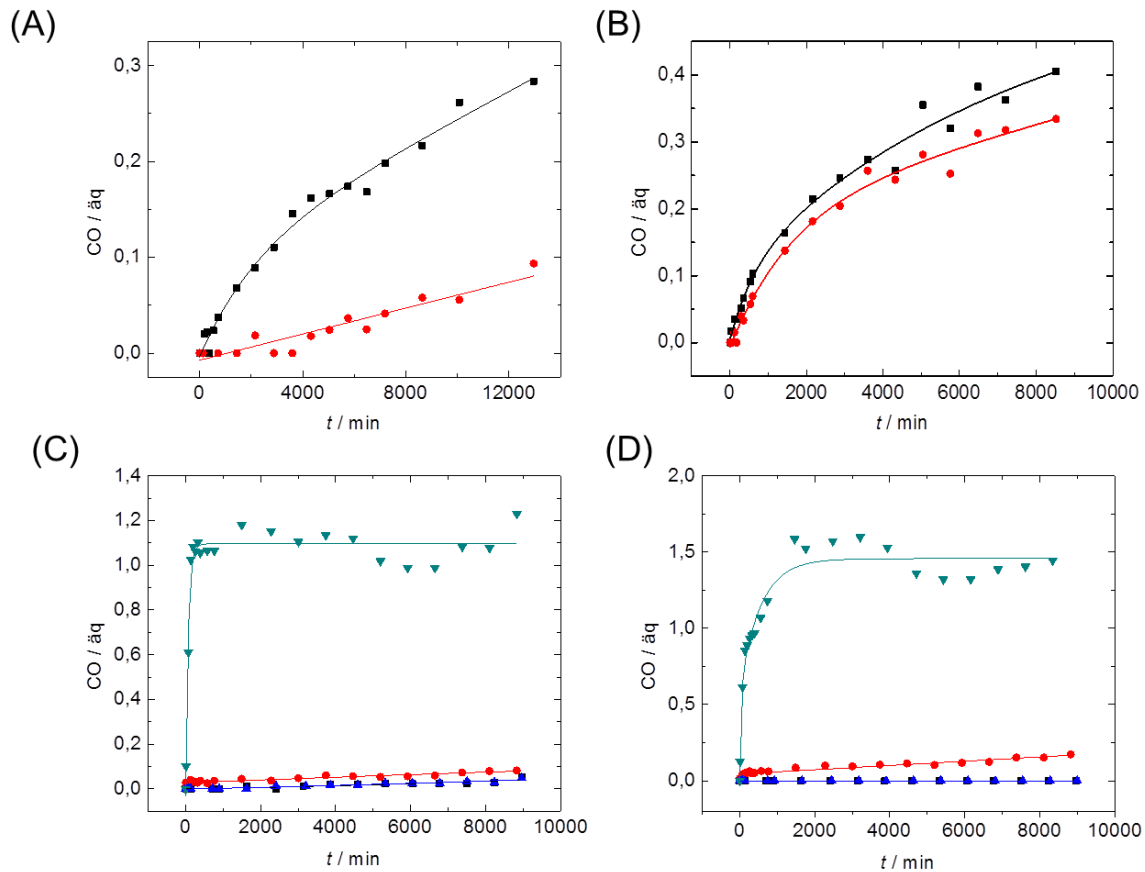 (A)
0,3
0,2
0,1
0,0
CO / äq
0 4000 8000 12000
t / min
(B)
0,4
0,3
0,2
0,1
0,0
CO / äq
0 2000 4000 6000 8000 10000
t / min
(C)
1,4
1,2
1,0
0,8
0,6
0,4
0,2
0,0
CO / äq
0 2000 4000 6000 8000 10000
t / min
(D)
2,0
1,5
1,0
0,5
0,0
CO / äq
0 2000 4000 6000 8000 10000
t / min